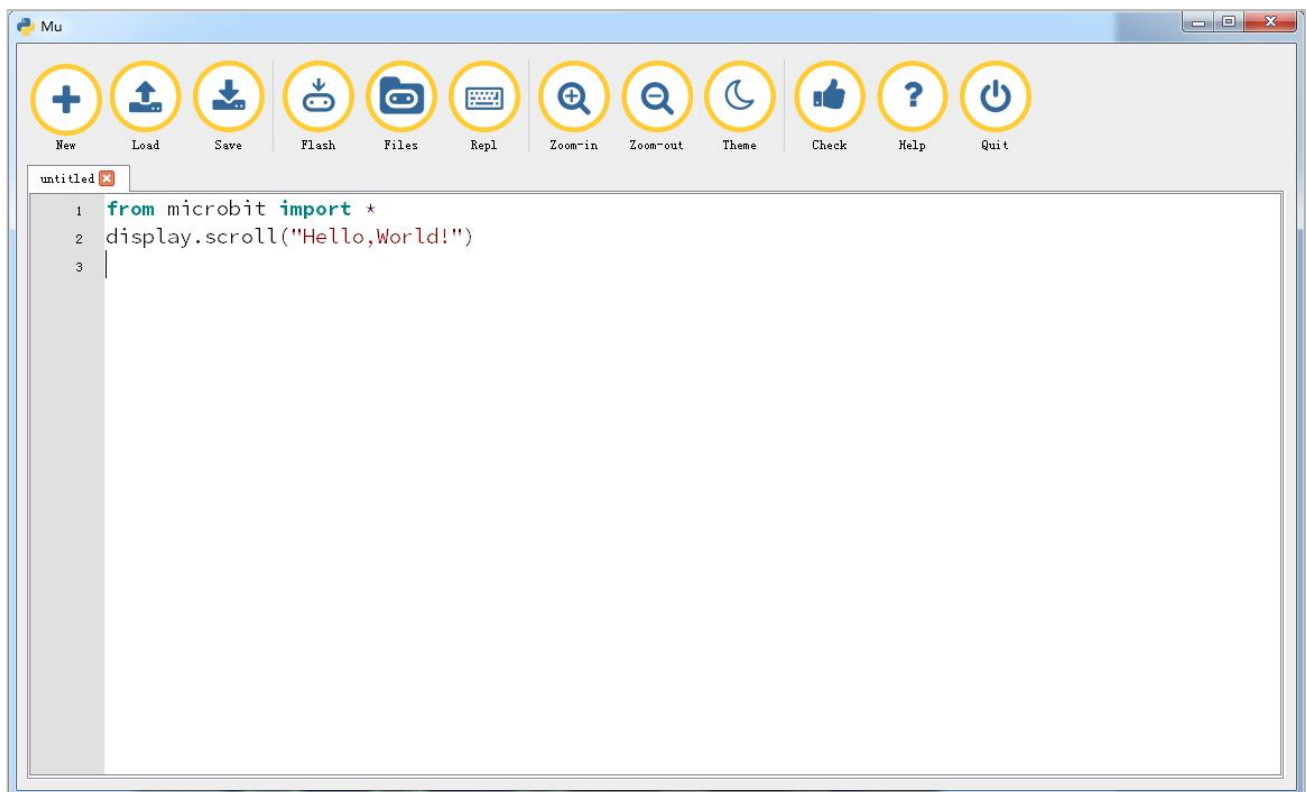 Mu
New Load Save Flash Files Repl Zoom-in Zoom-out Theme Check Help Quit
untitled
1 from microbit import *
2 display.scroll("Hello,World!")
3